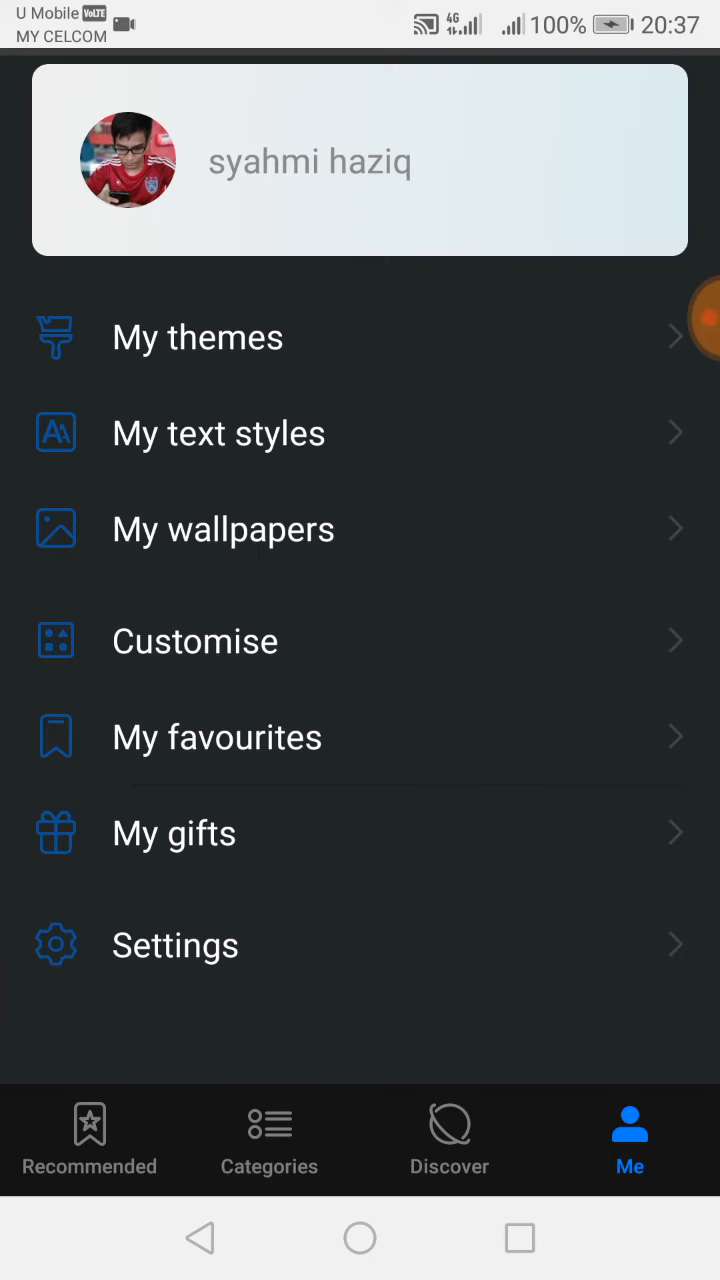 U Mobile VoLTE
MY CELCOM
4G 100% 20:37
syahmi haziq
My themes
My text styles
My wallpapers
Customise
My favourites
My gifts
Settings
Recommended Categories Discover Me